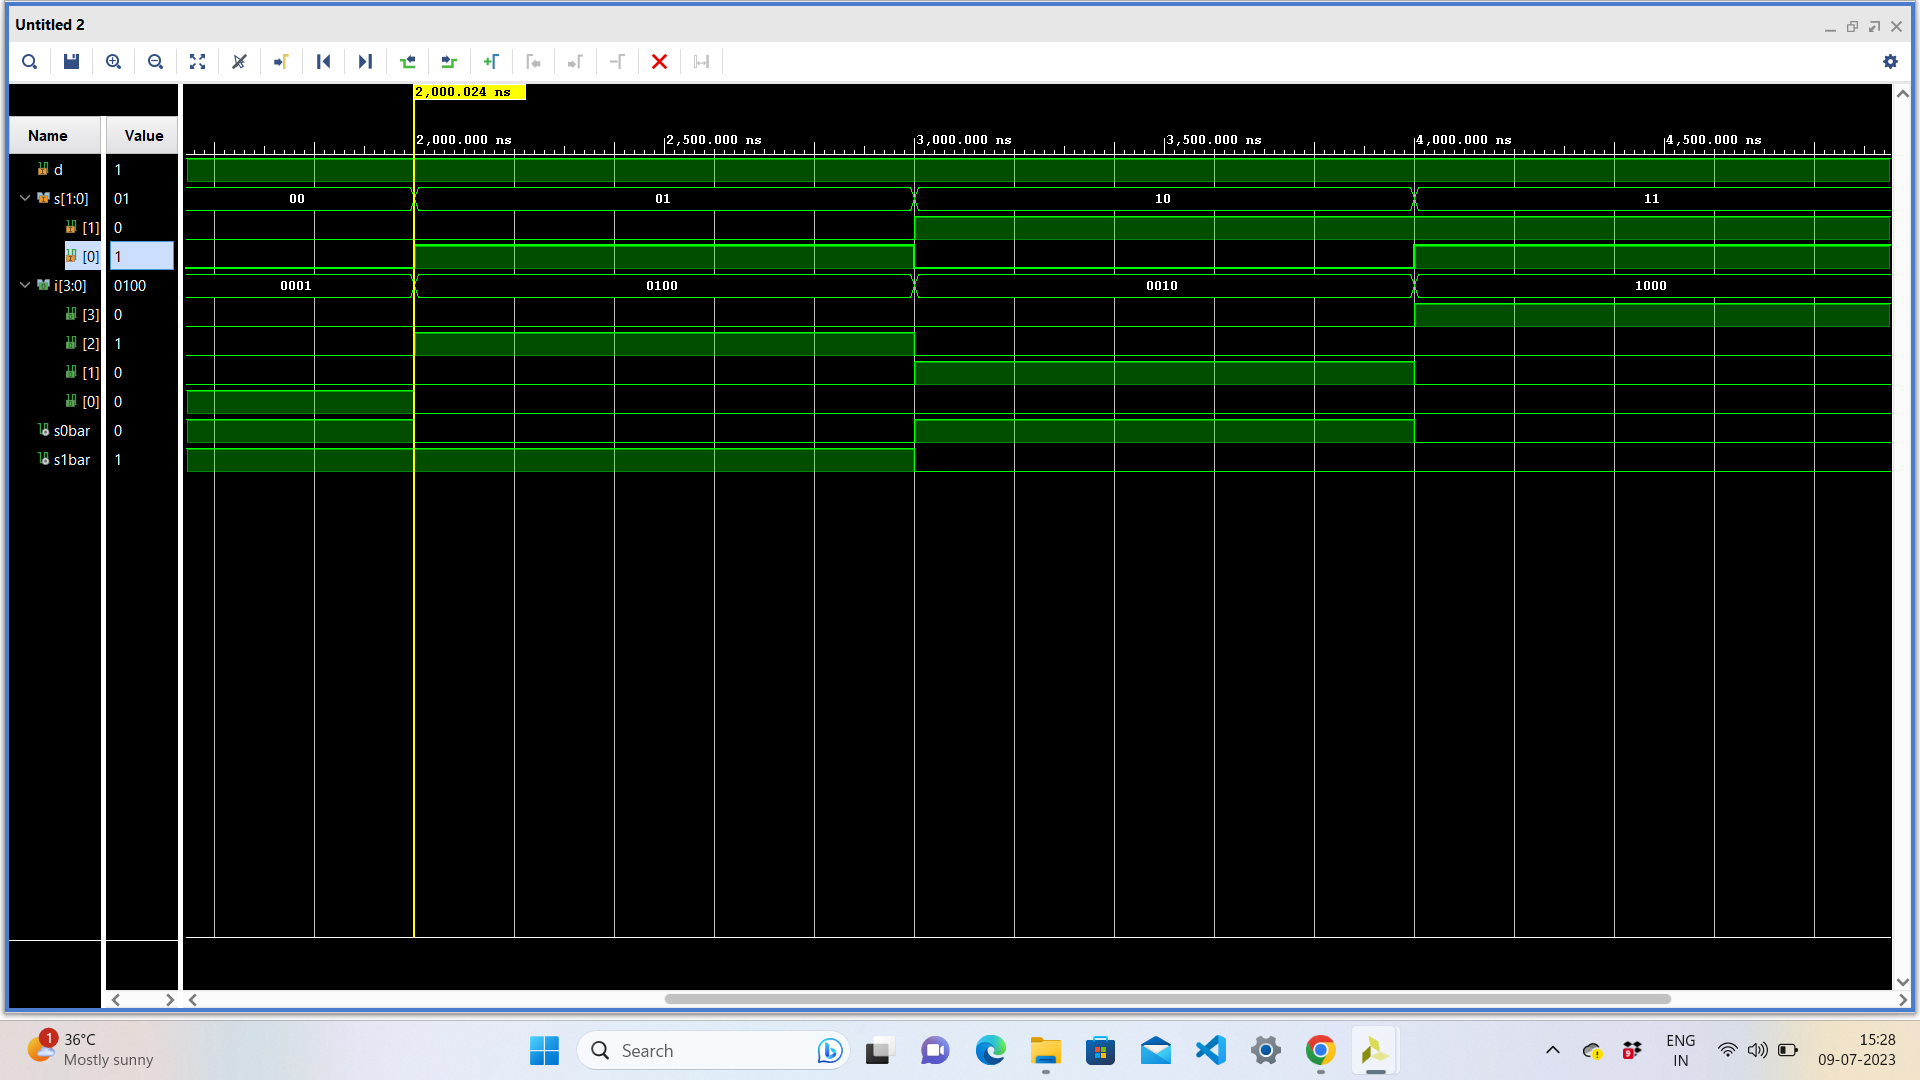 Untitled 2
2,000.024 ns
Name Value
2,000.000 ns 2,500.000 ns 3,000.000 ns 3,500.000 ns 4,000.000 ns 4,500.000 ns
d 1
s[1:0] 01 00 01 10 11
[1] 0
[0] 1
i[3:0] 0100 0001 0100 0010 1000
[3] 0
[2] 1
[1] 0
[0] 0
s0bar 0
s1bar 1
1
36°C
Mostly sunny
Search
9
ENG
IN
15:28
09-07-2023